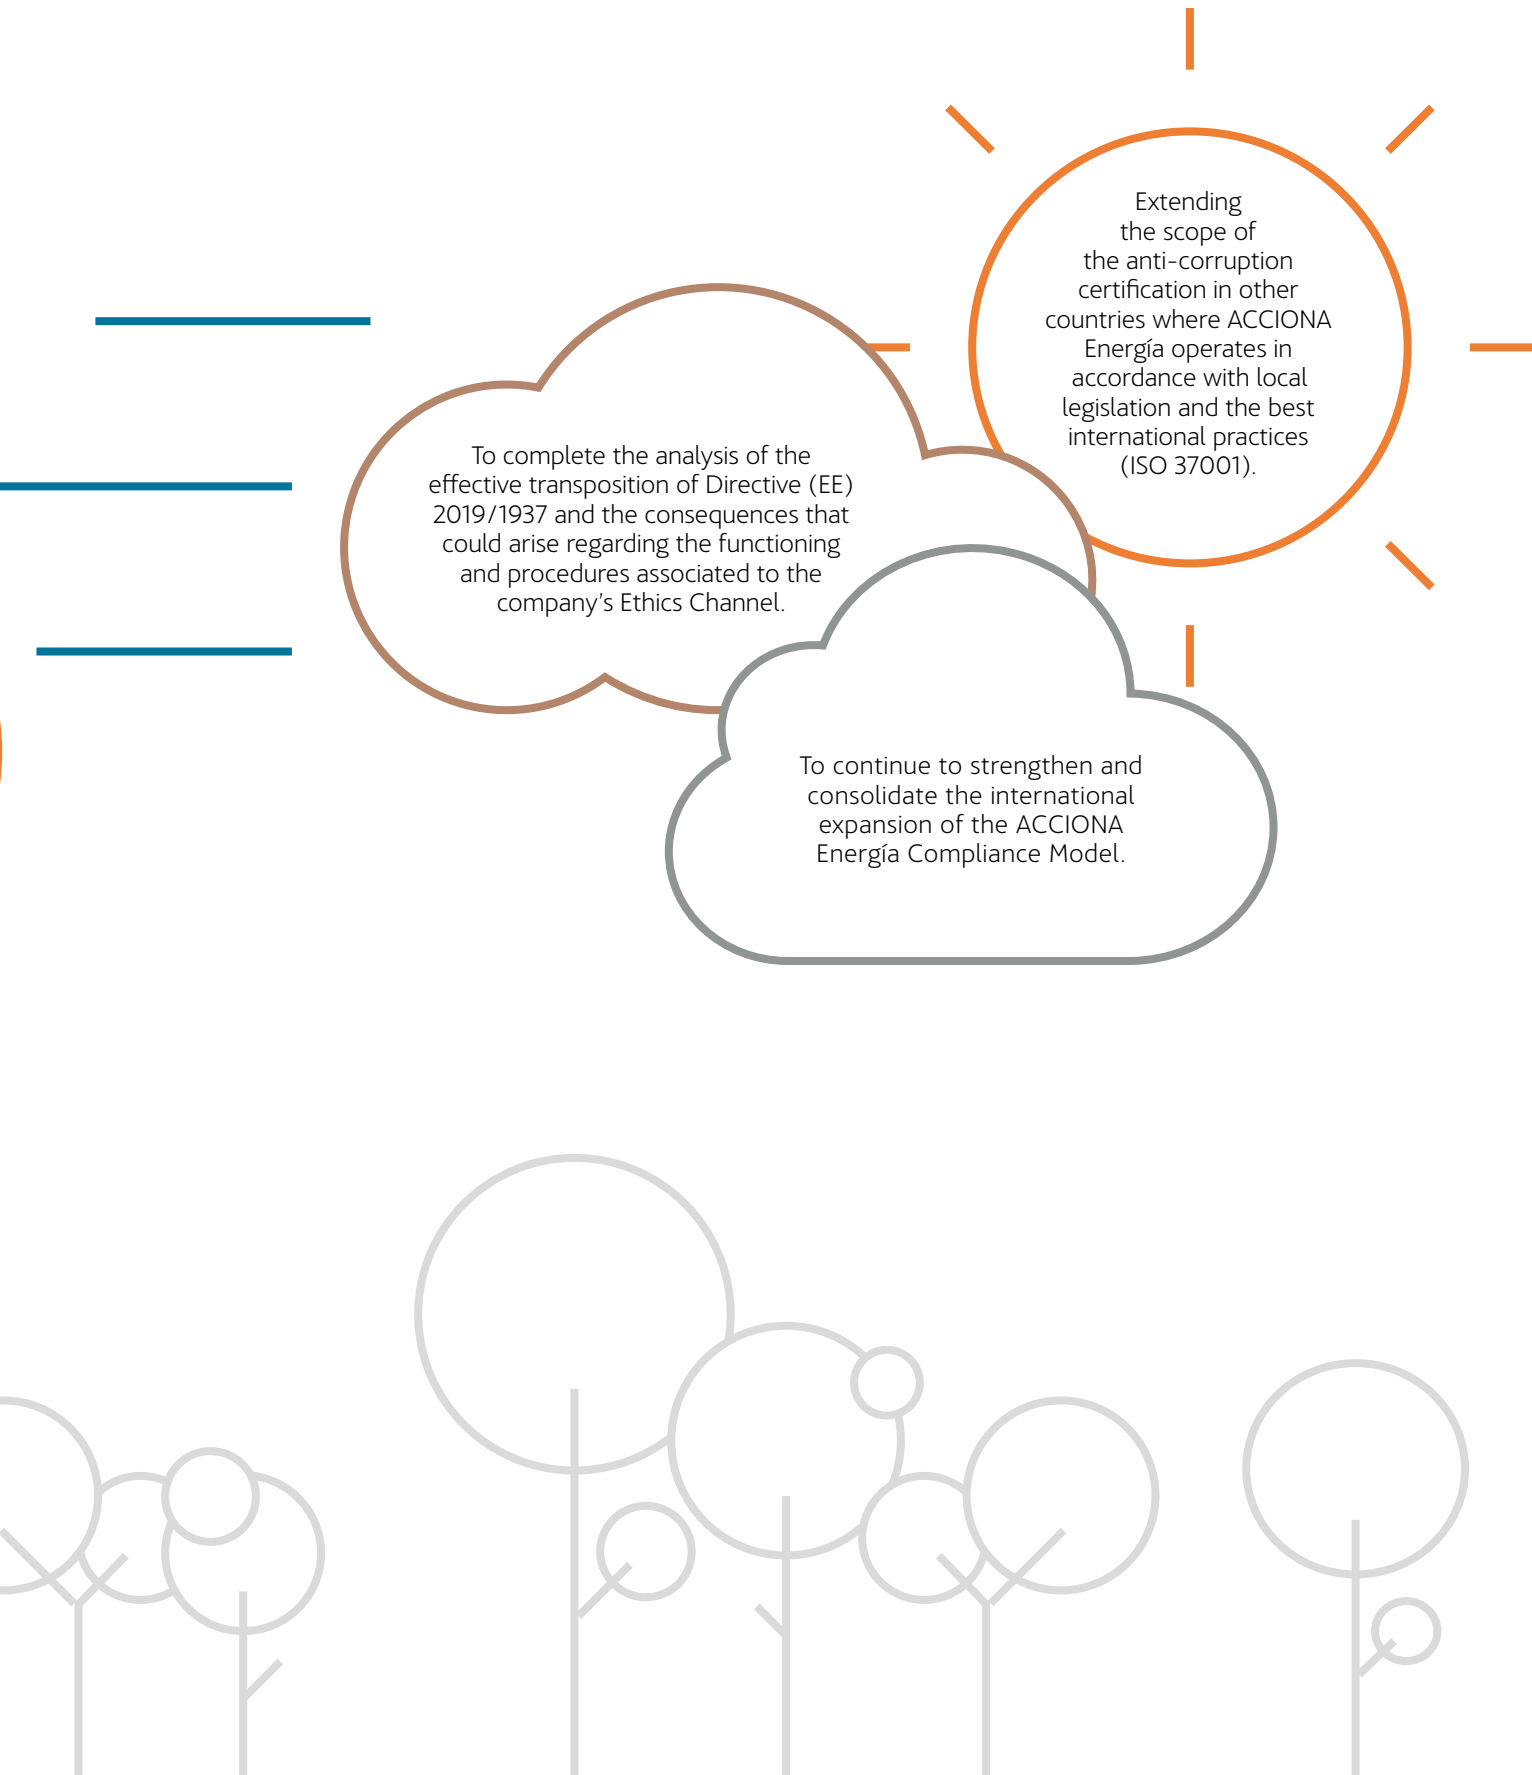 Extending
the scope of
the anti-corruption
certification in other
countries where ACCIONA
Energía operates in
accordance with local
legislation and the best
international practices
(ISO 37001).
To complete the analysis of the
effective transposition of Directive (EE)
2019/1937 and the consequences that
could arise regarding the functioning
and procedures associated to the
company’s Ethics Channel.
To continue to strengthen and
consolidate the international
expansion of the ACCIONA
Energía Compliance Model.